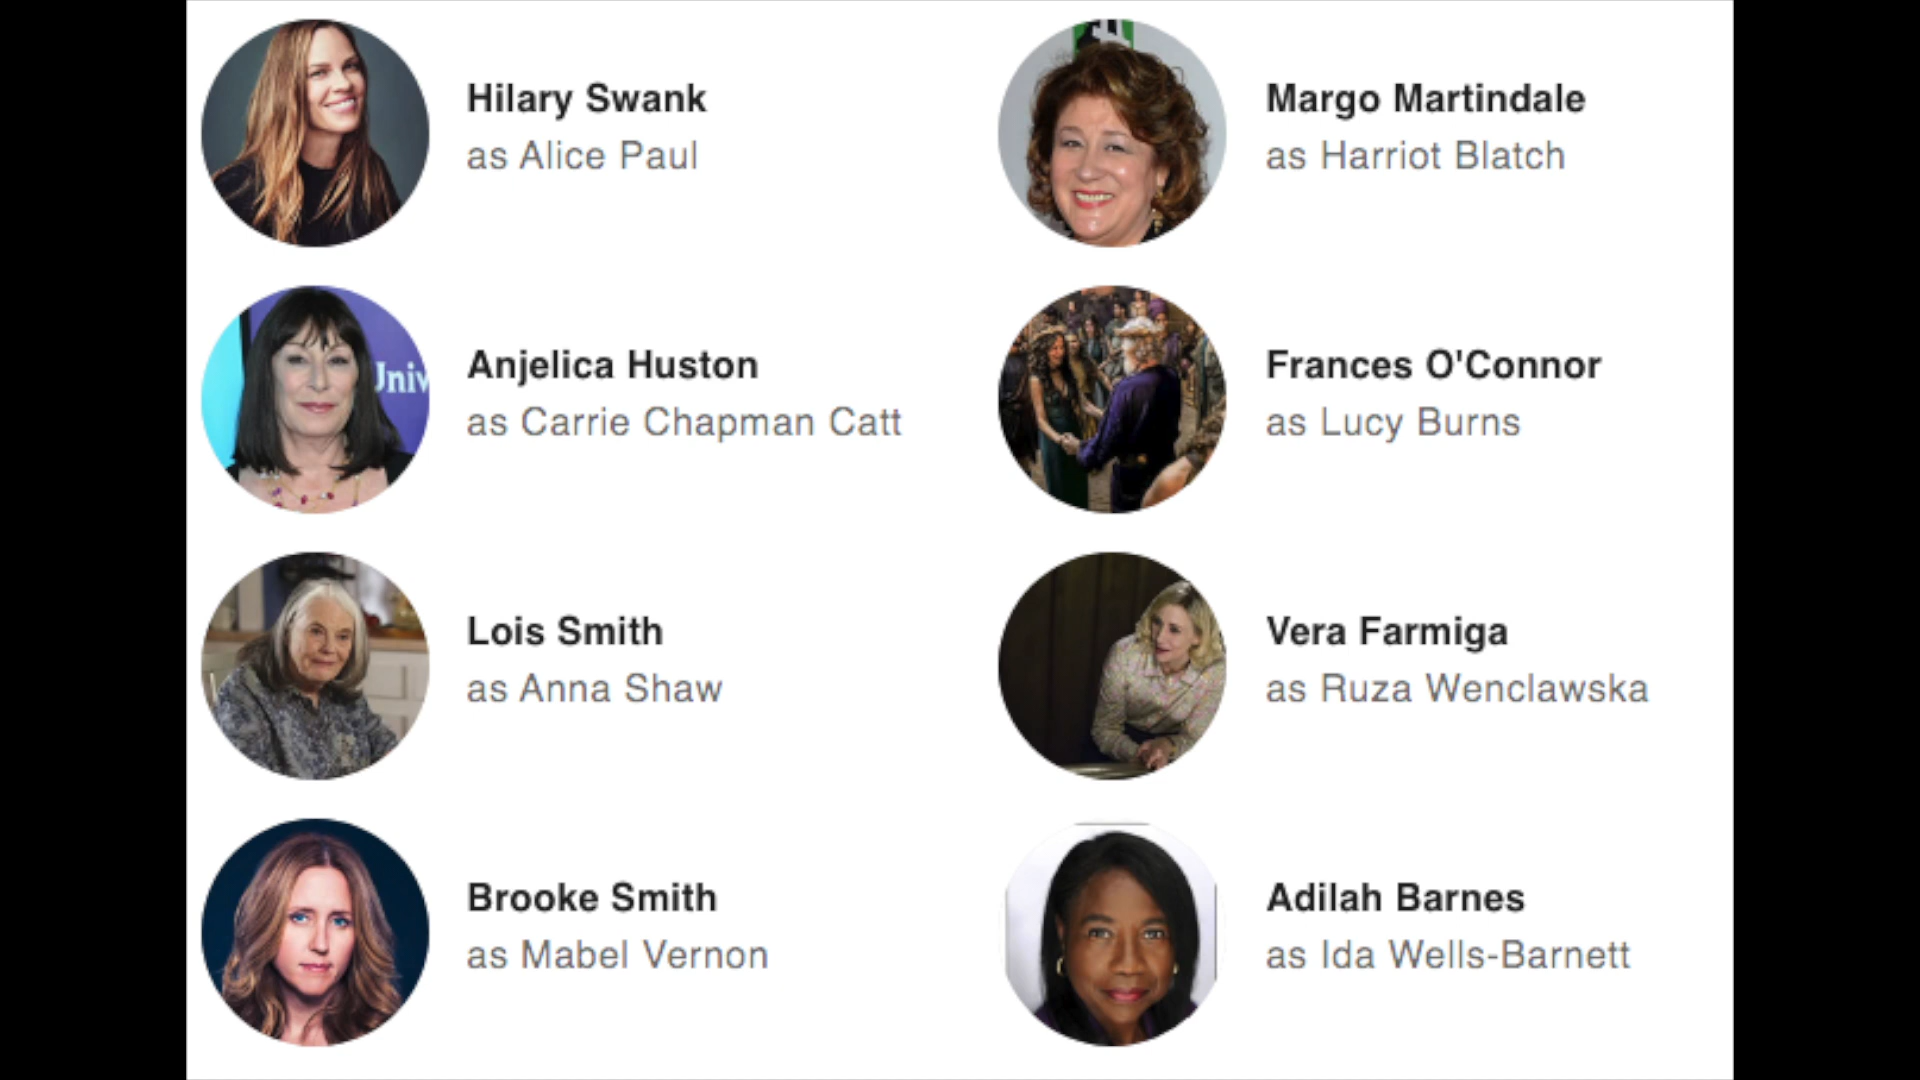 Hilary Swank
as Alice Paul
Margo Martindale
as Harriot Blatch
Univ
Anjelica Huston
as Carrie Chapman Catt
Frances O'Connor
as Lucy Burns
Lois Smith
as Anna Shaw
Vera Farmiga
as Ruza Wenclawska
Brooke Smith
as Mabel Vernon
Adilah Barnes
as Ida Wells-Barnett